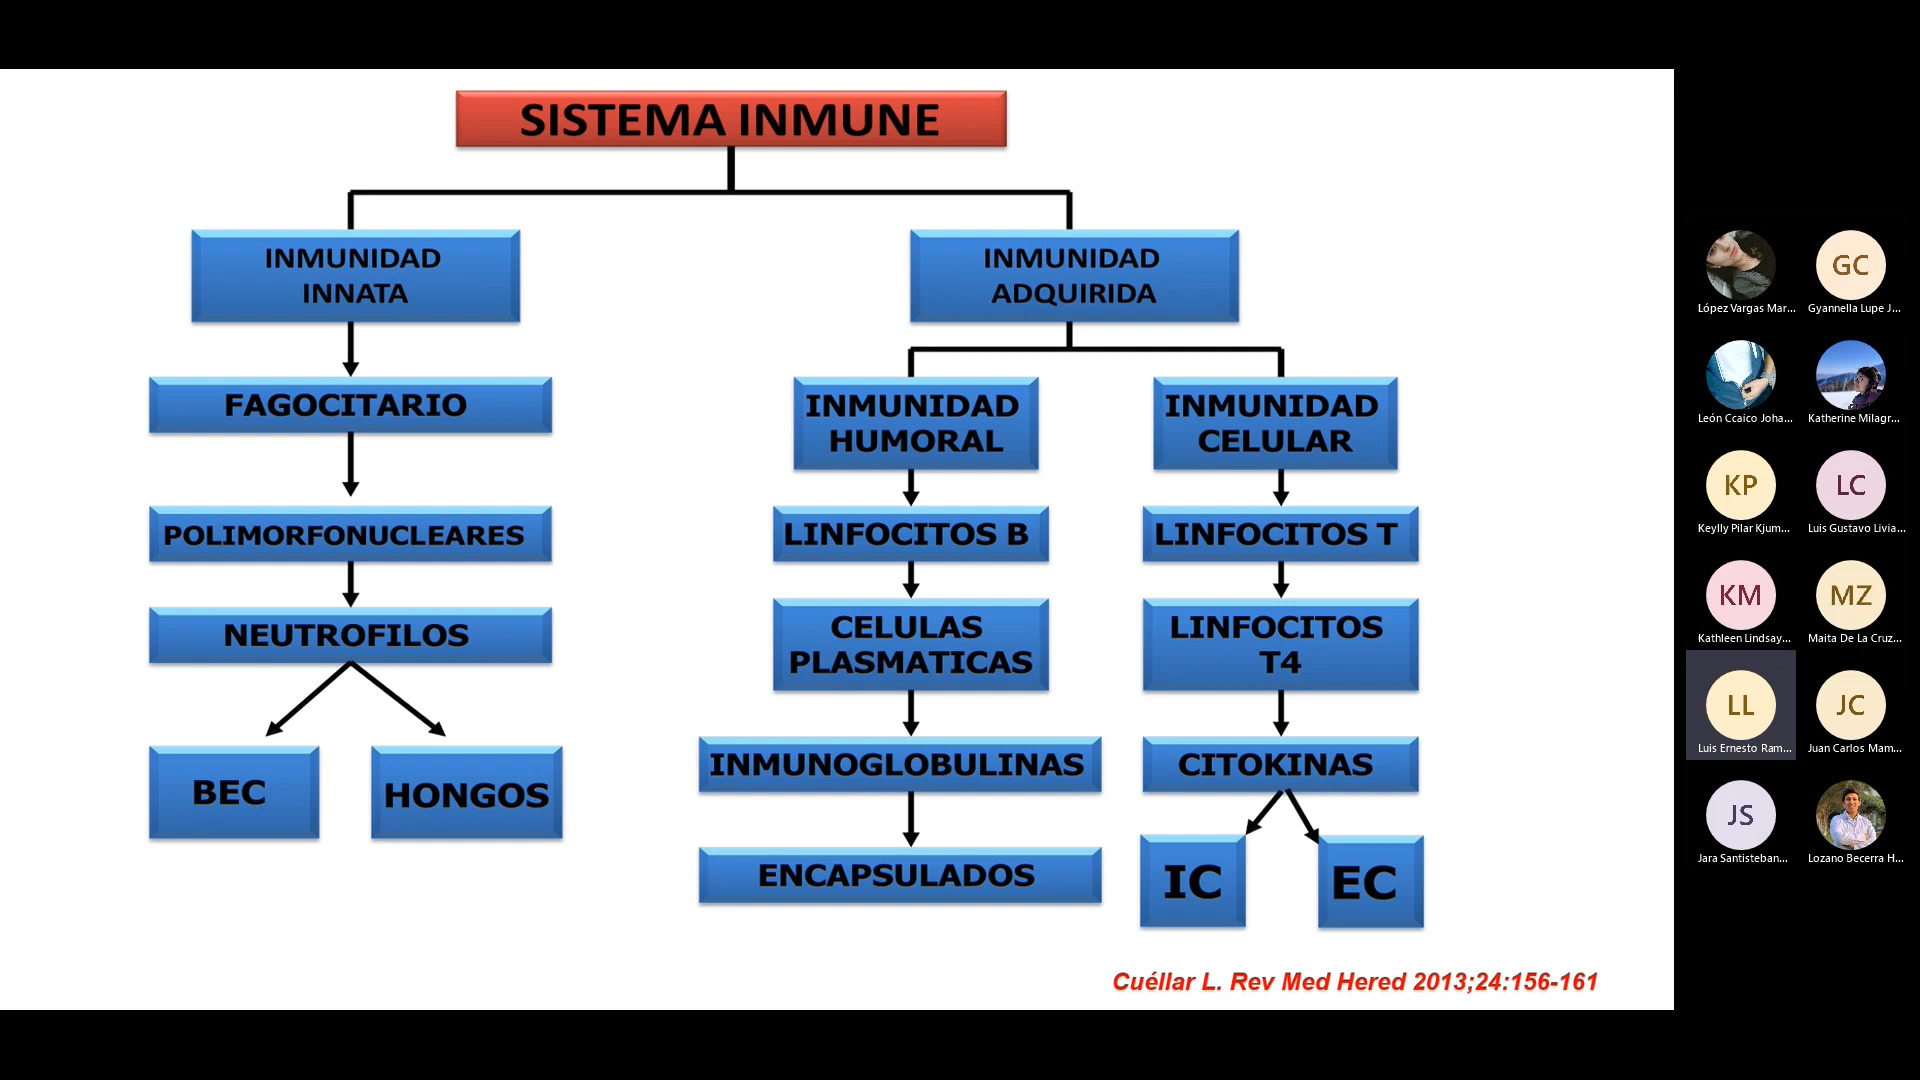 SISTEMA INMUNE
INMUNIDAD
INNATA
INMUNIDAD
ADQUIRIDA
FAGOCITARIO
INMUNIDAD
HUMORAL
INMUNIDAD
CELULAR
POLIMORFONUCLEARES
LINFOCITOS B
LINFOCITOS T
NEUTROFILOS
CELULAS
PLASMATICAS
LINFOCITOS
T4
BEC
HONGOS
INMUNOGLOBULINAS
CITOKINAS
ENCAPSULADOS
IC
EC
Cuéllar L. Rev Med Hered 2013;24:156-161
López Vargas Mar...
GC
Gyannella Lupe J...
León Ccaico Joha...
Katherine Milagr...
KP
Keylly Pilar Kjum...
LC
Luis Gustavo Livia...
KM
Kathleen Lindsay...
MZ
Maita De La Cruz...
LL
Luis Ernesto Ram...
JC
Juan Carlos Mam...
JS
Jara Santisteban...
Lozano Becerra H...